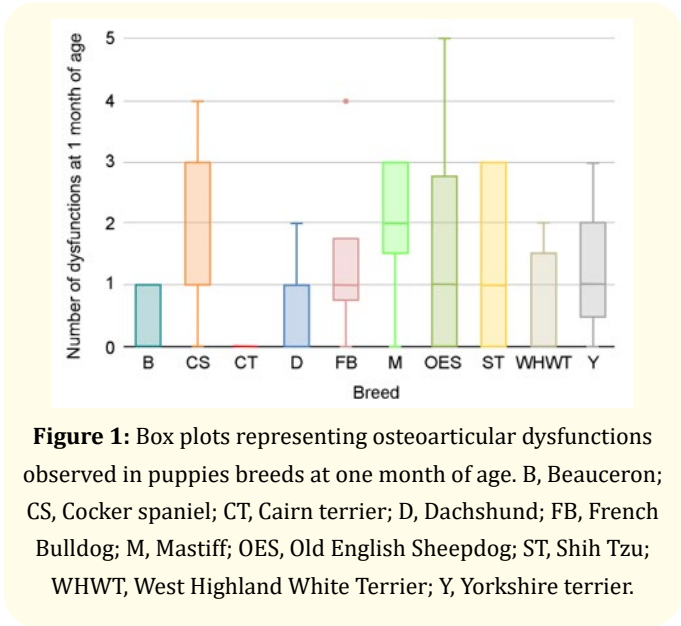 Number of dysfunctions at 1 month of age
5
4
3
2
1
0
B CS CT D FB M OES ST WHWT Y
Breed
Figure 1: Box plots representing osteoarticular dysfunctions
observed in puppies breeds at one month of age. B, Beauceron;
CS, Cocker spaniel; CT, Cairn terrier; D, Dachshund; FB, French
Bulldog; M, Mastiff; OES, Old English Sheepdog; ST, Shih Tzu;
WHWT, West Highland White Terrier; Y, Yorkshire terrier.